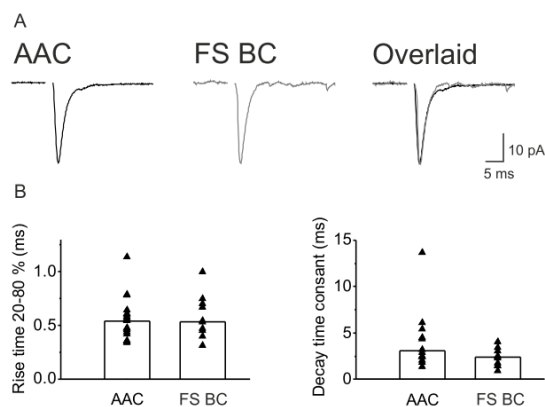 A
AAC
FS BC
Overlaid
10 pA
5 ms
B
Rise time 20-80 % (ms)
1.0
0.5
0.0
AAC
FS BC
Decay time consant (ms)
15
10
5
0
AAC
FS BC